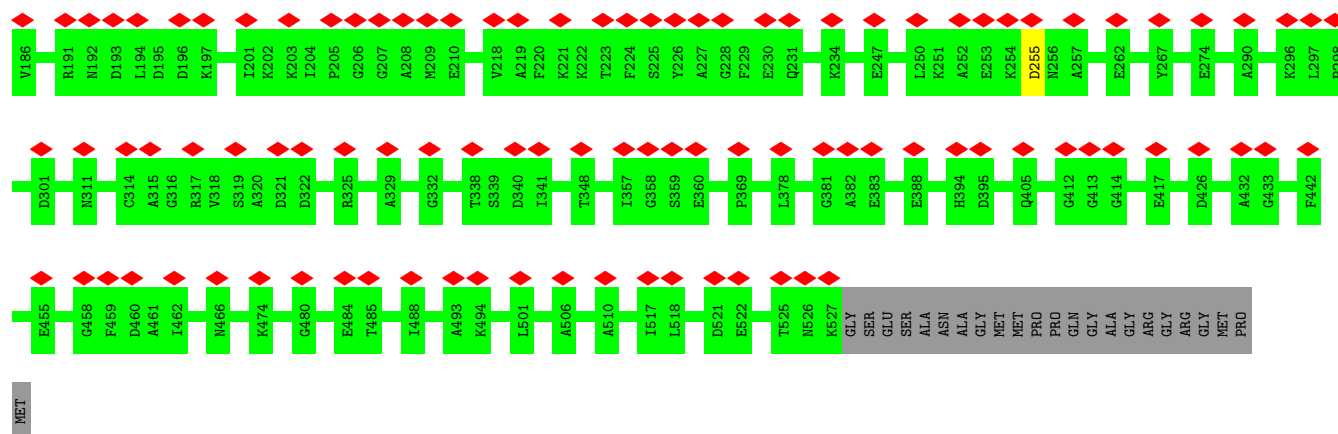 V186 R191 N192 D193 L194 D195 D196 K197 I201 K202 K203 I204 P205 G206 G207 A208 M209 E210 V218 A219 F220 K221 K222 T223 F224 S225 Y226 A227 G228 F229 E230 Q231 K234 E247 L250 K251 A252 E253 K254 D255 N256 A257 E262 Y267 E274 A290 K296 L297
D301 N311 C314 A315 G316 R317 V318 S319 A320 D321 D322 R325 A329 G332 T338 S339 D340 I341 T348 I357 G358 S359 E360 P369 L378 G381 A382 E383 E388 H394 D395 Q405 G412 G413 G414 E417 D426 A432 G433 F442
E455 G458 F459 D460 A461 I462 N466 K474 G480 E484 T485 I488 A493 K494 L501 A506 A510 I517 L518 D521 E522 T525 N526 K527 GLY SER GLU SER ALA ASN ALA GLY MET MET PRO PRO GLN GLY ALA GLY ARG GLY ARG GLY MET PRO
MET